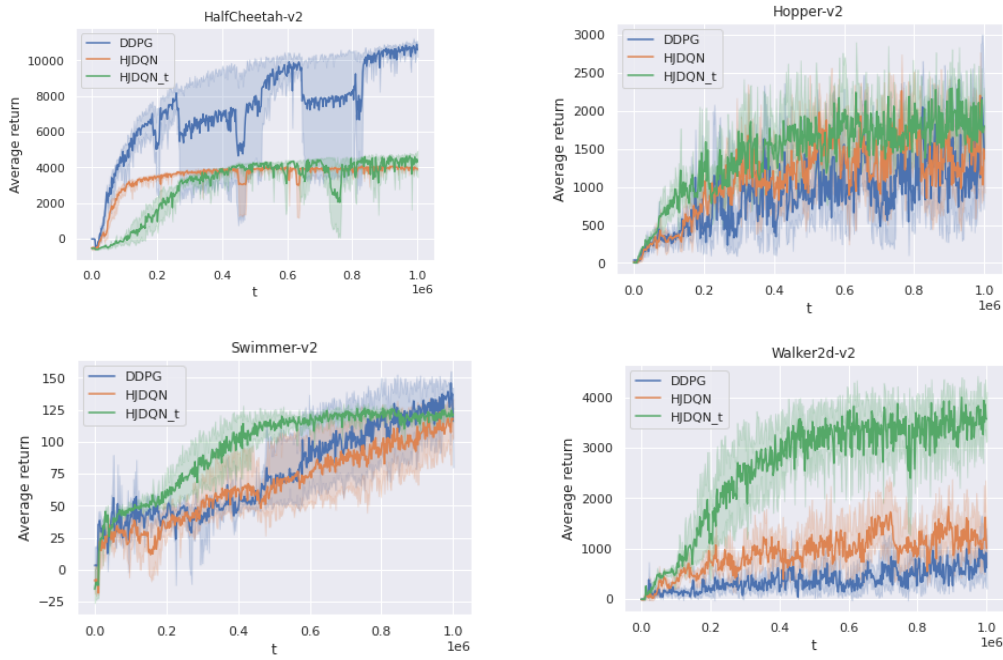 HalfCheetah-v2
DDPG
HJDQN
HJDQN_t
10000
8000
6000
4000
2000
0
Average return
0.0 0.2 0.4 0.6 0.8 1.0
1e6
t
Hopper-v2
DDPG
HJDQN
HJDQN_t
3000
2500
2000
1500
1000
500
0
Average return
0.0 0.2 0.4 0.6 0.8 1.0
1e6
t
Swimmer-v2
DDPG
HJDQN
HJDQN_t
150
125
100
75
50
25
0
−25
Average return
0.0 0.2 0.4 0.6 0.8 1.0
1e6
t
Walker2d-v2
DDPG
HJDQN
HJDQN_t
4000
3000
2000
1000
0
Average return
0.0 0.2 0.4 0.6 0.8 1.0
1e6
t